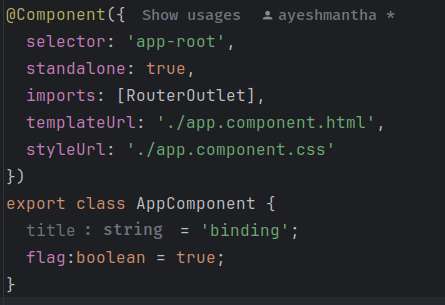 @Component({ Show usages ayeshmantha *
selector: 'app-root',
standalone: true,
imports: [RouterOutlet],
templateUrl: './app.component.html',
styleUrl: './app.component.css'
})
export class AppComponent {
title : string = 'binding';
flag:boolean = true;
}